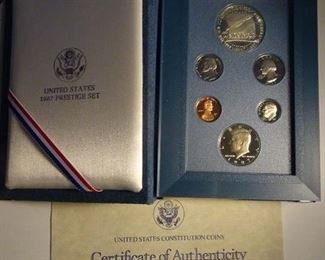 UNITED STATES
1987 PRESTIGE SET
UNITED STATES CONSTITUTION COINS
Certificate of Authenticity